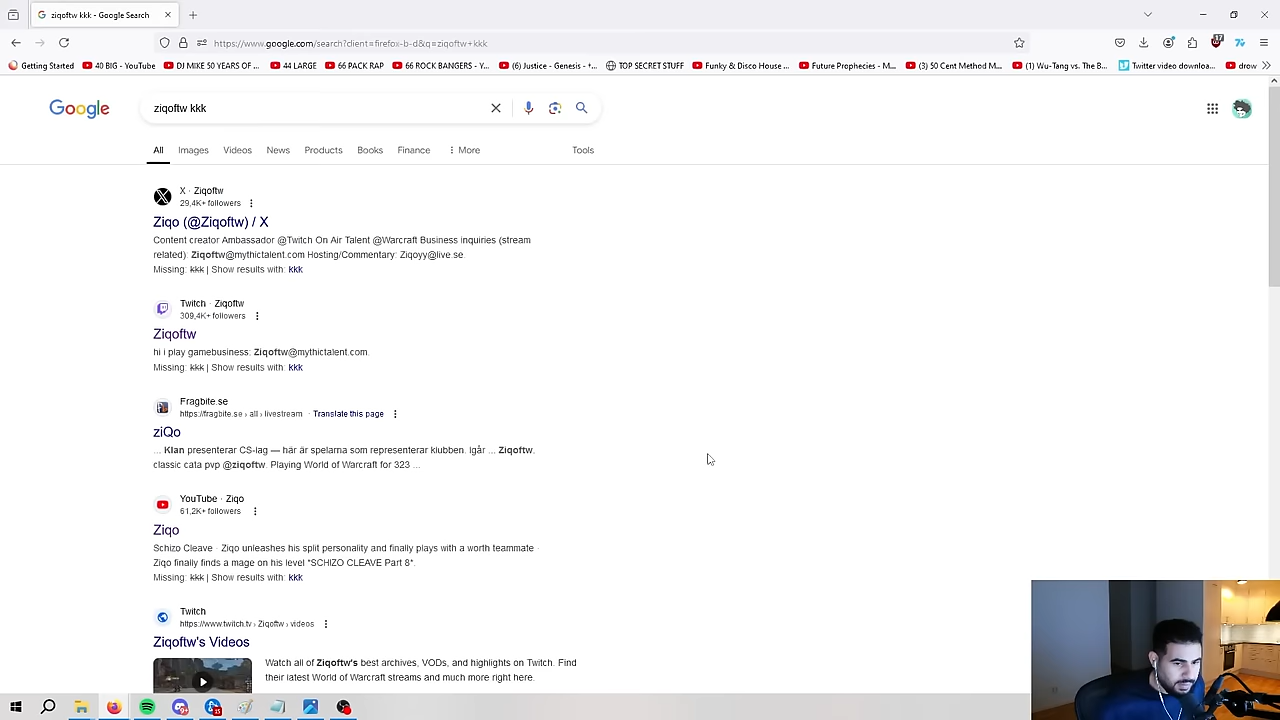 ziqoftw kkk - Google Search
https://www.google.com/search?client=firefox-b-d&q=ziqoftw+kkk
17
Getting Started
40 BIG - YouTube
DJ MIKE 50 YEARS OF ...
44 LARGE
66 PACK RAP
66 ROCK BANGERS - Y...
(6) Justice - Genesis - +...
TOP SECRET STUFF
Funky & Disco House ...
Future Prophecies - M...
(3) 50 Cent Method M...
(1) Wu-Tang vs. The B...
Twitter video downloa...
drow
Google
ziqoftw kkk
All Images Videos News Products Books Finance More Tools
X · Ziqoftw
29,4K+ followers
Ziqo (@Ziqoftw) / X
Content creator Ambassador @Twitch On Air Talent @Warcraft Business inquiries (stream
related): Ziqoftw@mythictalent.com Hosting/Commentary: Ziqoyy@live.se.
Missing: kkk | Show results with: kkk
Twitch · Ziqoftw
309,4K+ followers
Ziqoftw
hi i play gamebusiness: Ziqoftw@mythictalent.com.
Missing: kkk | Show results with: kkk
Fragbite.se
https://fragbite.se › all › livestream · Translate this page
ziQo
... Klan presenterar CS-lag — här är spelarna som representerar klubben. Igår ... Ziqoftw.
classic cata pvp @ziqoftw. Playing World of Warcraft for 323 ...
YouTube · Ziqo
61,2K+ followers
Ziqo
Schizo Cleave · Ziqo unleashes his split personality and finally plays with a worth teammate ·
Ziqo finally finds a mage on his level *SCHIZO CLEAVE Part 8*.
Missing: kkk | Show results with: kkk
Twitch
https://www.twitch.tv › Ziqoftw › videos
Ziqoftw's Videos
Watch all of Ziqoftw's best archives, VODs, and highlights on Twitch. Find
their latest World of Warcraft streams and much more right here.